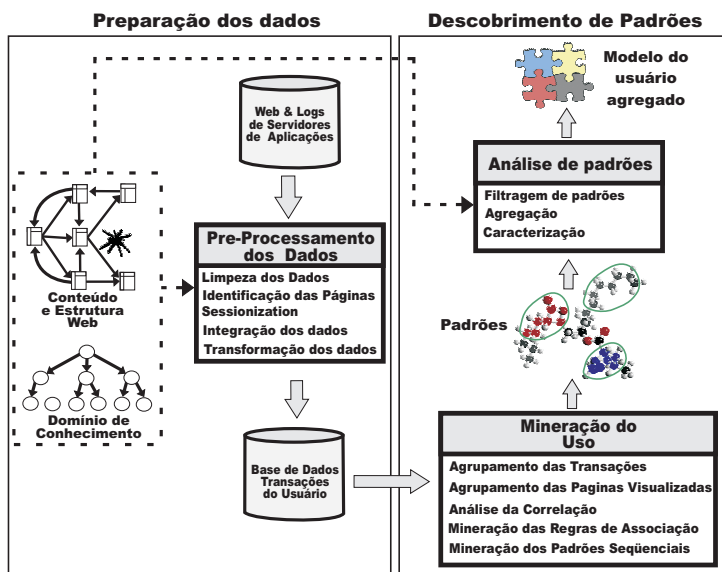 Preparação dos dados
Descobrimento de Padrões
Web & Logs
de Servidores
de Aplicações
Conteúdo
e Estrutura
Web
Domínio de
Conhecimento
Pre-Processamento
dos Dados
Limpeza dos Dados
Identificação das Páginas
Sessionization
Integração dos dados
Transformação dos dados
Base de Dados
Transações
do Usuário
Modelo do
usuário
agregado
Análise de padrões
Filtragem de padrões
Agregação
Caracterização
Padrões
Mineração do
Uso
Agrupamento das Transações
Agrupamento das Paginas Visualizadas
Análise da Correlação
Mineração das Regras de Associação
Mineração dos Padrões Seqüenciais